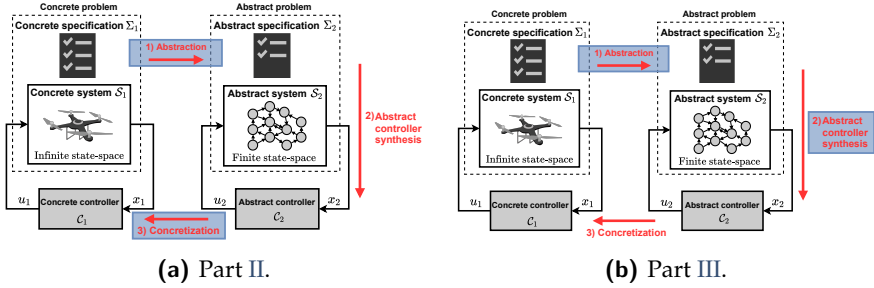 Concrete problem
Concrete specification Σ₁
1) Abstraction
Abstract problem
Abstract specification Σ₂
Concrete system 𝒮₁
Infinite state-space
Abstract system 𝒮₂
Finite state-space
2) Abstract
controller
synthesis
u₁
Concrete controller
𝒞₁
x₁
u₂
Abstract controller
𝒞₂
x₂
3) Concretization
(a) Part II.
Concrete problem
Concrete specification Σ₁
1) Abstraction
Abstract problem
Abstract specification Σ₂
Concrete system 𝒮₁
Infinite state-space
Abstract system 𝒮₂
Finite state-space
2) Abstract
controller
synthesis
u₁
Concrete controller
𝒞₁
x₁
u₂
Abstract controller
𝒞₂
x₂
3) Concretization
(b) Part III.